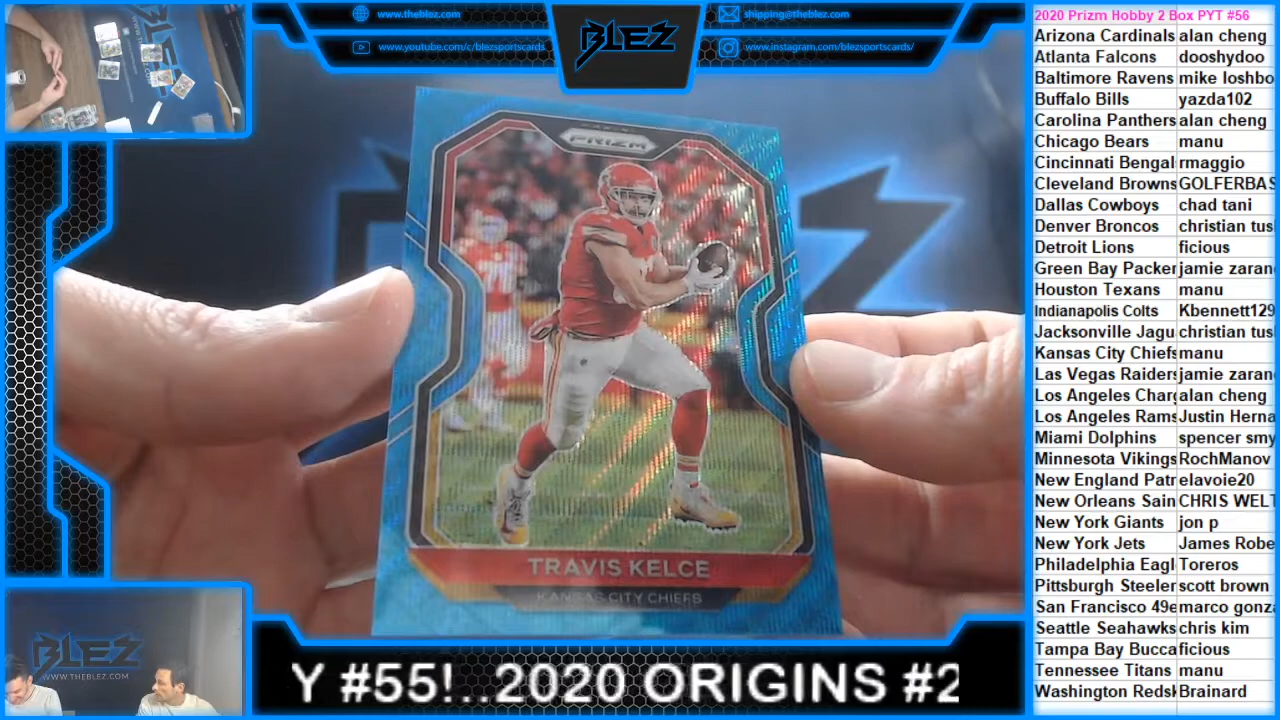 www.theblez.com
www.youtube.com/c/blezsportscards
BLEZ
shipping@theblez.com
www.instagram.com/blezsportscards/
PRIZM
TRAVIS KELCE
KANSAS CITY CHIEFS
BLEZ
WWW.THEBLEZ.COM
Y #55!...2020 ORIGINS #2
2020 Prizm Hobby 2 Box PYT #56
Arizona Cardinals alan cheng
Atlanta Falcons dooshydoo
Baltimore Ravens mike loshbo
Buffalo Bills yazda102
Carolina Panthers alan cheng
Chicago Bears manu
Cincinnati Bengal rmaggio
Cleveland Browns GOLFERBAS
Dallas Cowboys chad tani
Denver Broncos christian tus
Detroit Lions ficious
Green Bay Packer jamie zaran
Houston Texans manu
Indianapolis Colts Kbennett129
Jacksonville Jagu christian tus
Kansas City Chiefs manu
Las Vegas Raiders jamie zaran
Los Angeles Charg alan cheng
Los Angeles Rams Justin Herna
Miami Dolphins spencer smy
Minnesota Vikings RochManov
New England Patr elavoie20
New Orleans Sain CHRIS WELT
New York Giants jon p
New York Jets James Robe
Philadelphia Eagl Toreros
Pittsburgh Steeler scott brown
San Francisco 49e marco gonza
Seattle Seahawks chris kim
Tampa Bay Bucca ficious
Tennessee Titans manu
Washington Redsk Brainard